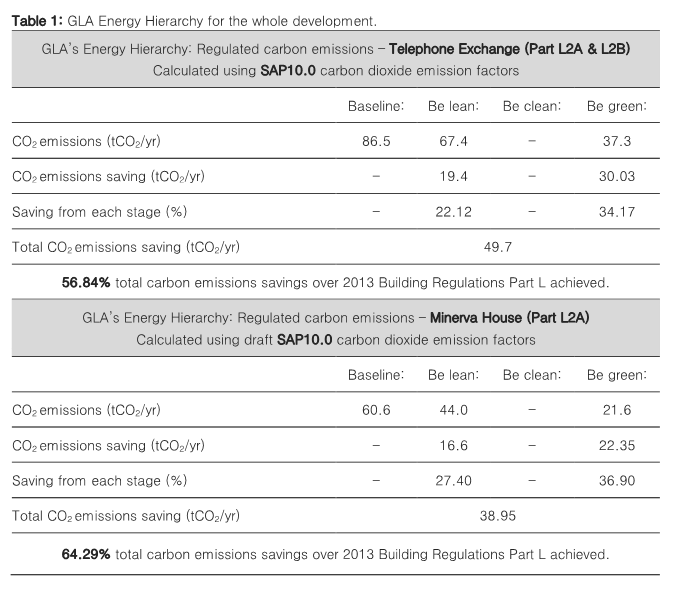 Table 1: GLA Energy Hierarchy for the whole development.
GLA's Energy Hierarchy: Regulated carbon emissions – Telephone Exchange (Part L2A & L2B)
Calculated using SAP10.0 carbon dioxide emission factors
Baseline: Be lean: Be clean: Be green:
CO₂ emissions (tCO₂/yr) 86.5 67.4 – 37.3
CO₂ emissions saving (tCO₂/yr) – 19.4 – 30.03
Saving from each stage (%) – 22.12 – 34.17
Total CO₂ emissions saving (tCO₂/yr) 49.7
56.84% total carbon emissions savings over 2013 Building Regulations Part L achieved.
GLA's Energy Hierarchy: Regulated carbon emissions – Minerva House (Part L2A)
Calculated using draft SAP10.0 carbon dioxide emission factors
Baseline: Be lean: Be clean: Be green:
CO₂ emissions (tCO₂/yr) 60.6 44.0 – 21.6
CO₂ emissions saving (tCO₂/yr) – 16.6 – 22.35
Saving from each stage (%) – 27.40 – 36.90
Total CO₂ emissions saving (tCO₂/yr) 38.95
64.29% total carbon emissions savings over 2013 Building Regulations Part L achieved.